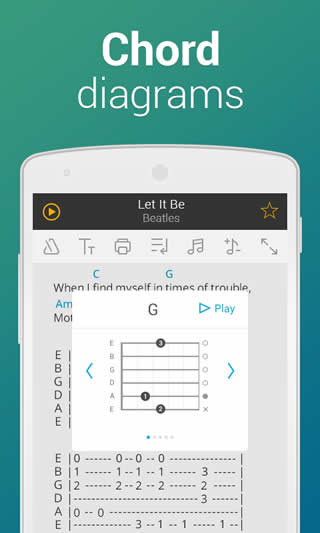 Chord
diagrams
Let It Be
Beatles
C G
When I find myself in times of trouble,
Am
Mot
G
Play
E 3
B
G
D
A 1
E 2 ×
E |
B |
G |
D |
A |
E |
E |0 ------ 0 --0 --------------- |
B |1 ------ 1 -- 1 -- 1 ------ 3 ----- |
G |2 ------ 2 -- 2 -- 2 --------------- |
D |--------------------------- 3 ----- |
A |0 -- 0 --------------------------- |
E |------------- 3 -- 1 -- 1 ----- 1 -- |